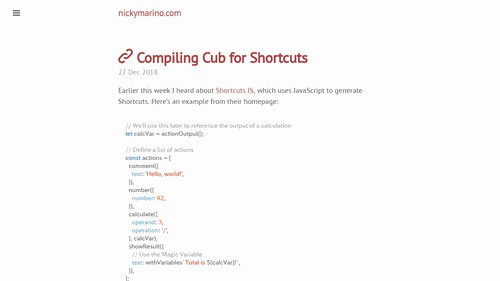 nickymarino.com
Compiling Cub for Shortcuts
27 Dec 2018
Earlier this week I heard about Shortcuts JS, which uses JavaScript to generate
Shortcuts. Here's an example from their homepage:
// We'll use this later to reference the output of a calculation
let calcVar = actionOutput();
// Define a list of actions
const actions = [
comment({
text: 'Hello, world!',
}),
number({
number: 42,
}),
calculate({
operand: 3,
operation: '/',
}, calcVar),
showResult({
// Use the Magic Variable
text: withVariables`Total is ${calcVar}!`,
}),
];